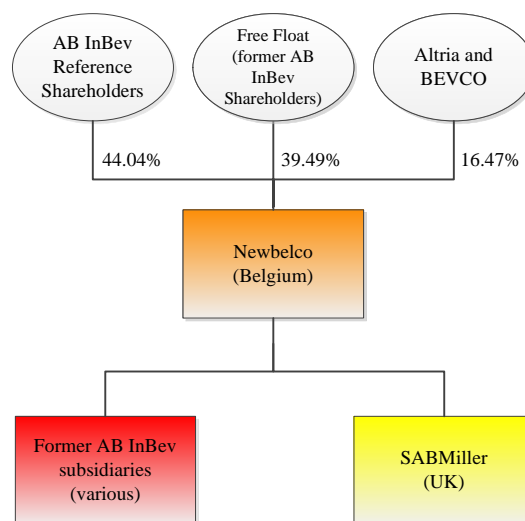 AB InBev
Reference
Shareholders
Free Float
(former AB
InBev
Shareholders)
Altria and
BEVCO
44.04%
39.49%
16.47%
Newbelco
(Belgium)
Former AB InBev
subsidiaries
(various)
SABMiller
(UK)